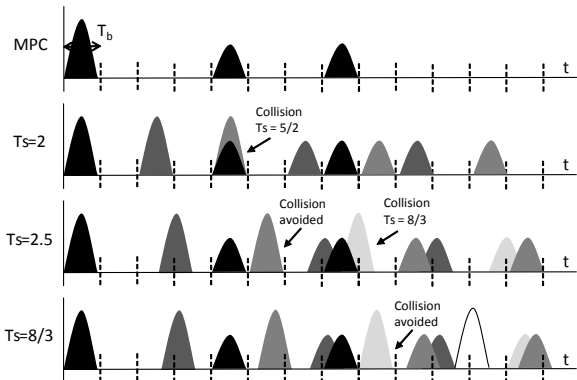 MPC
T_b
t
Ts=2
Collision
Ts = 5/2
t
Ts=2.5
Collision
avoided
Collision
Ts = 8/3
t
Ts=8/3
Collision
avoided
t